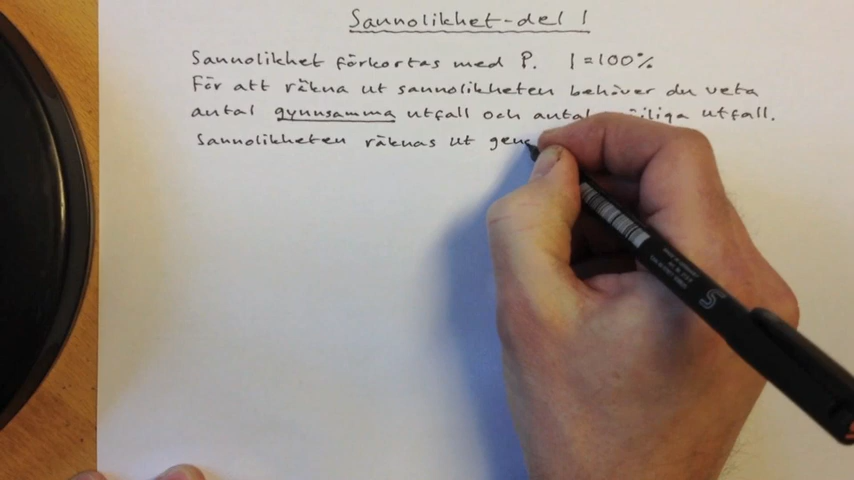 Sannolikhet-del 1
Sannolikhet förkortas med P. 1=100%
För att räkna ut sannolikheten behöver du veta
antal gynnsamma utfall och antal utfall.
Sannolikheten räknas ut